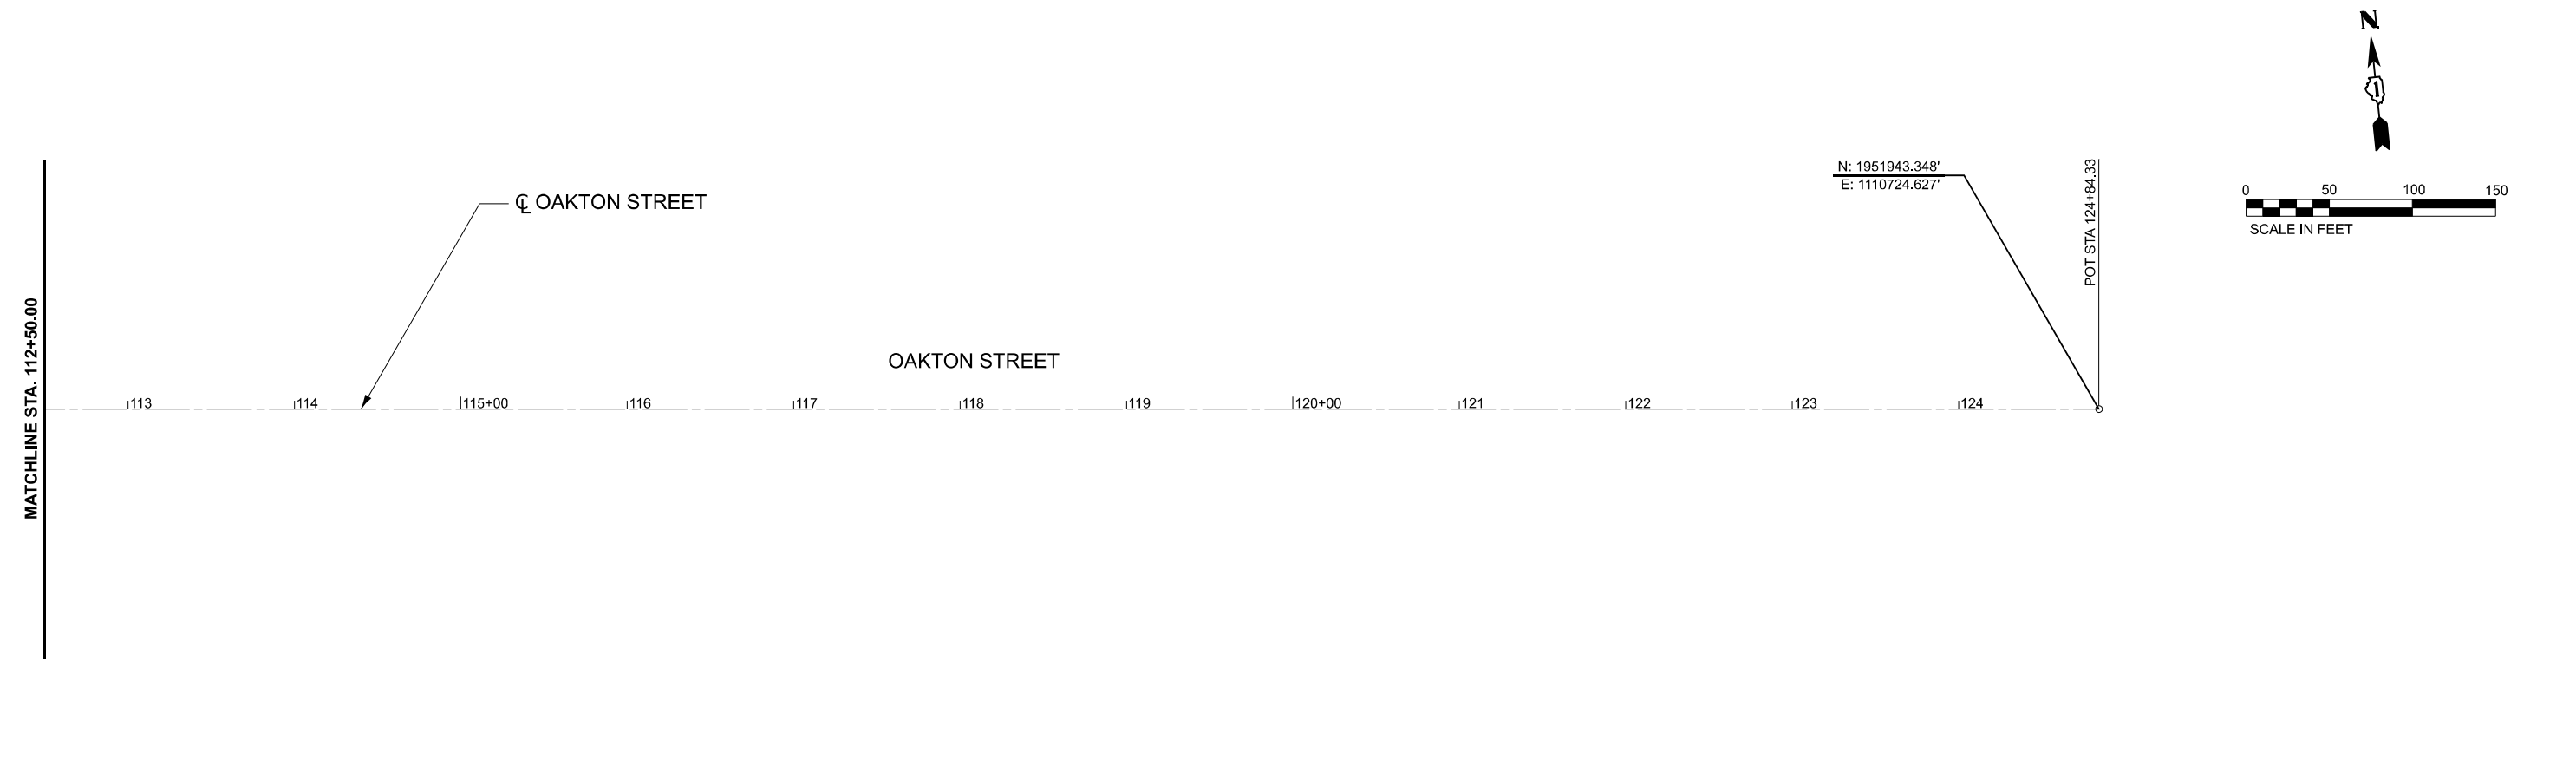 N
1
N: 1951943.348'
E: 1110724.627'
POT STA 124+84.33
0 50 100 150
SCALE IN FEET
℄ OAKTON STREET
MATCHLINE STA. 112+50.00
OAKTON STREET
113 114 115+00 116 117 118 119 120+00 121 122 123 124